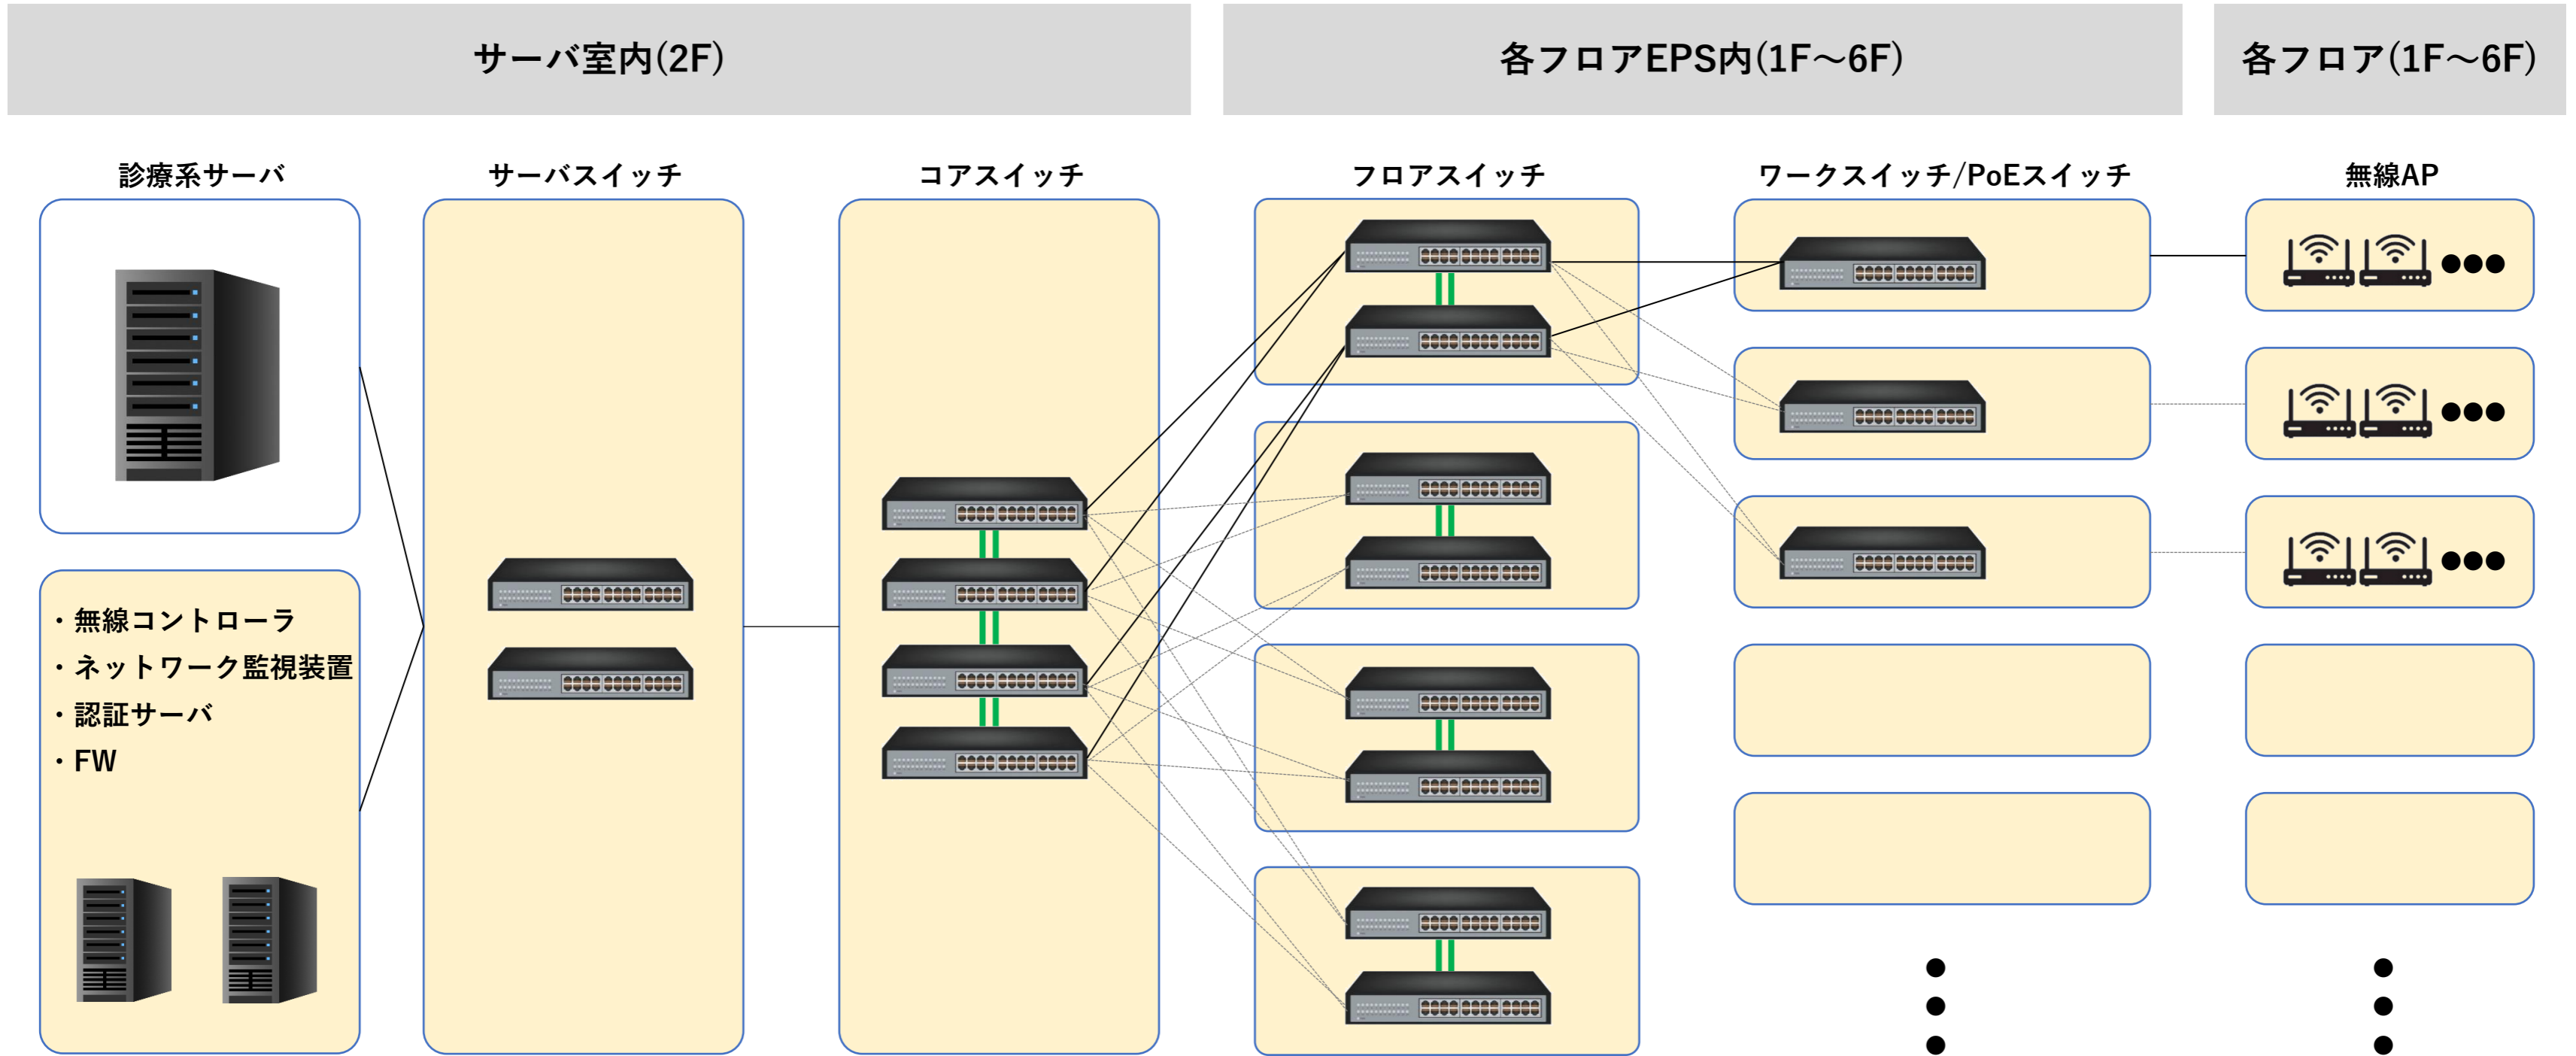 サーバ室内(2F)
各フロアEPS内(1F～6F)
各フロア(1F～6F)
診療系サーバ
サーバスイッチ
コアスイッチ
フロアスイッチ
ワークスイッチ/PoEスイッチ
無線AP
・無線コントローラ
・ネットワーク監視装置
・認証サーバ
・FW